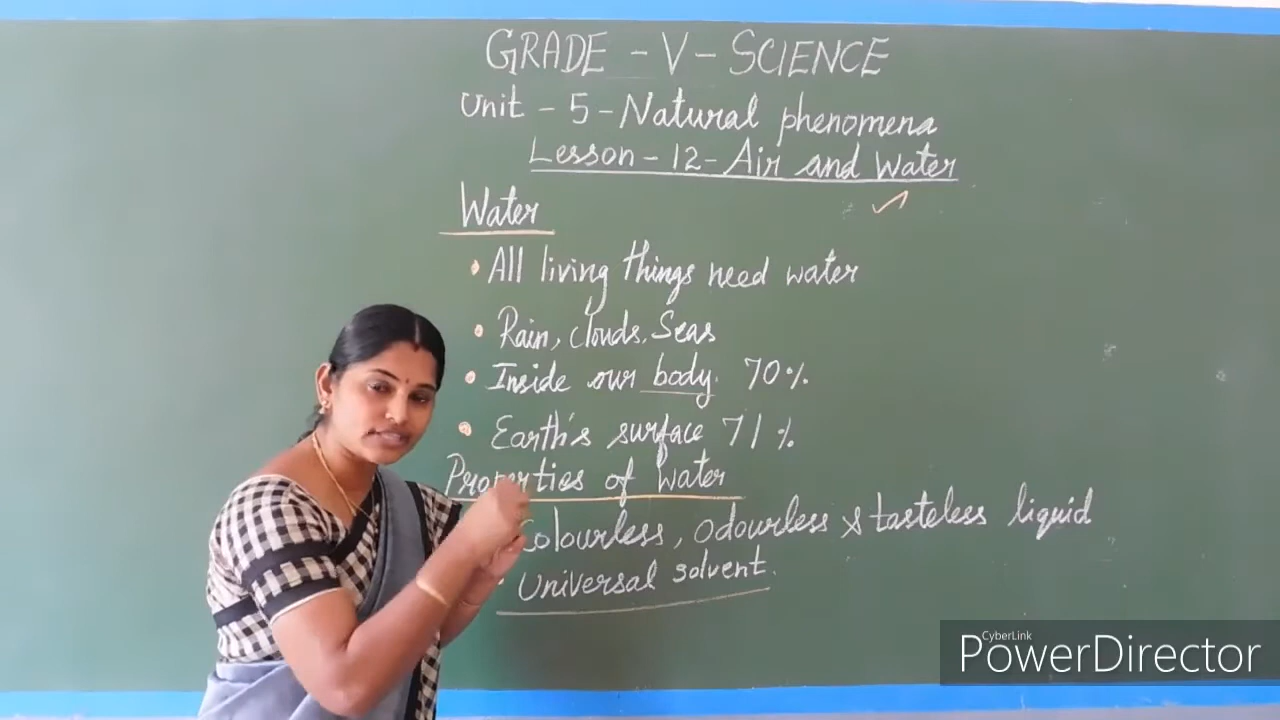 GRADE - V - SCIENCE
Unit - 5 - Natural phenomena
Lesson - 12 - Air and Water
Water
• All living things need water
• Rain, clouds, Seas
• Inside our body. 70%
• Earth's surface 71%
Properties of Water
Colourless, Odourless & tasteless liquid
• Universal solvent.
CyberLink
PowerDirector